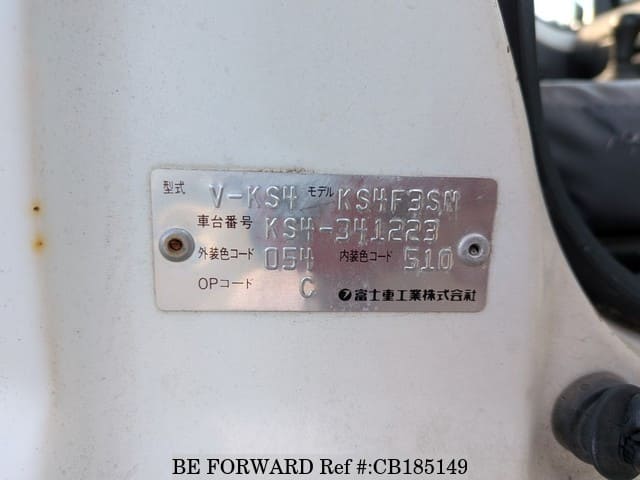 型式 V-KS4 モデル KS4F3SN
車台番号 KS4-341223
外装色コード 054 内装色コード 510
OPコード C 富士重工業株式会社
BE FORWARD Ref #:CB185149